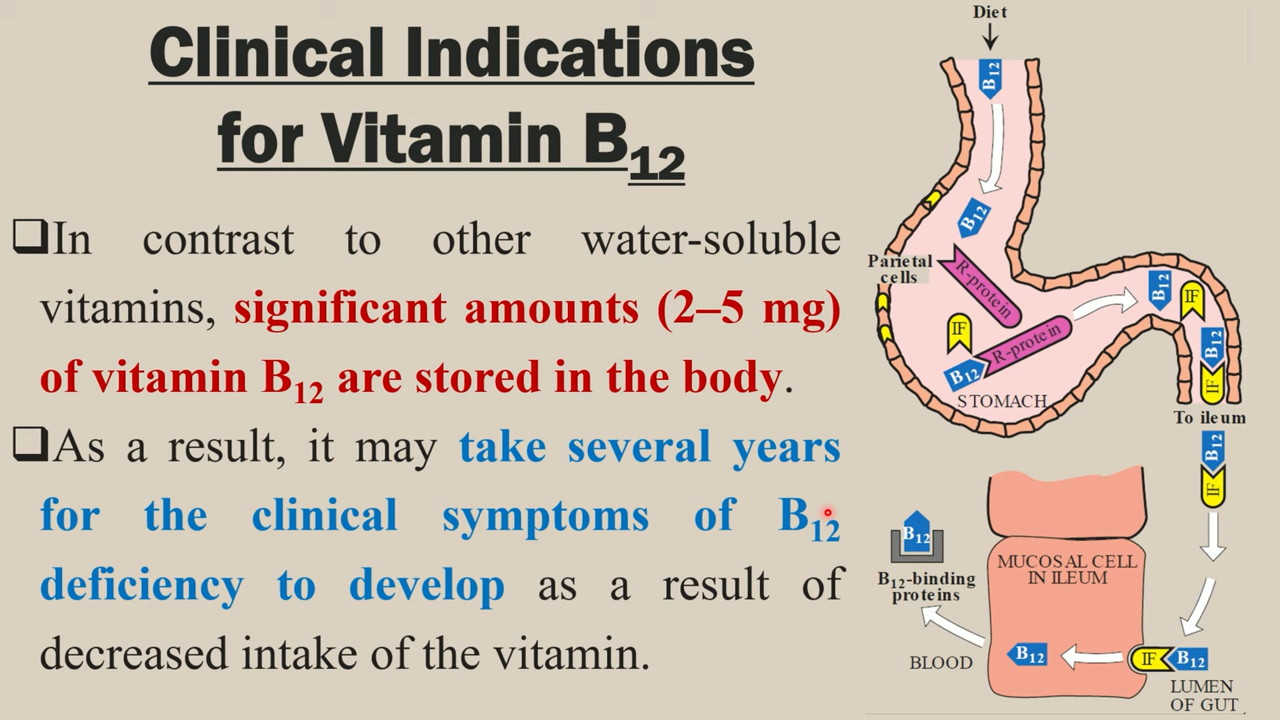 Clinical Indications
for Vitamin B12
❑In contrast to other water-soluble
vitamins, significant amounts (2–5 mg)
of vitamin B12 are stored in the body.
❑As a result, it may take several years
for the clinical symptoms of B12
deficiency to develop as a result of
decreased intake of the vitamin.
Diet
B12
B12
Parietal
cells
R-protein
B12
IF
IF
R-protein
B12
B12
IF
STOMACH
To ileum
B12
IF
B12
MUCOSAL CELL
IN ILEUM
B12-binding
proteins
B12
IF
B12
BLOOD
LUMEN
OF GUT